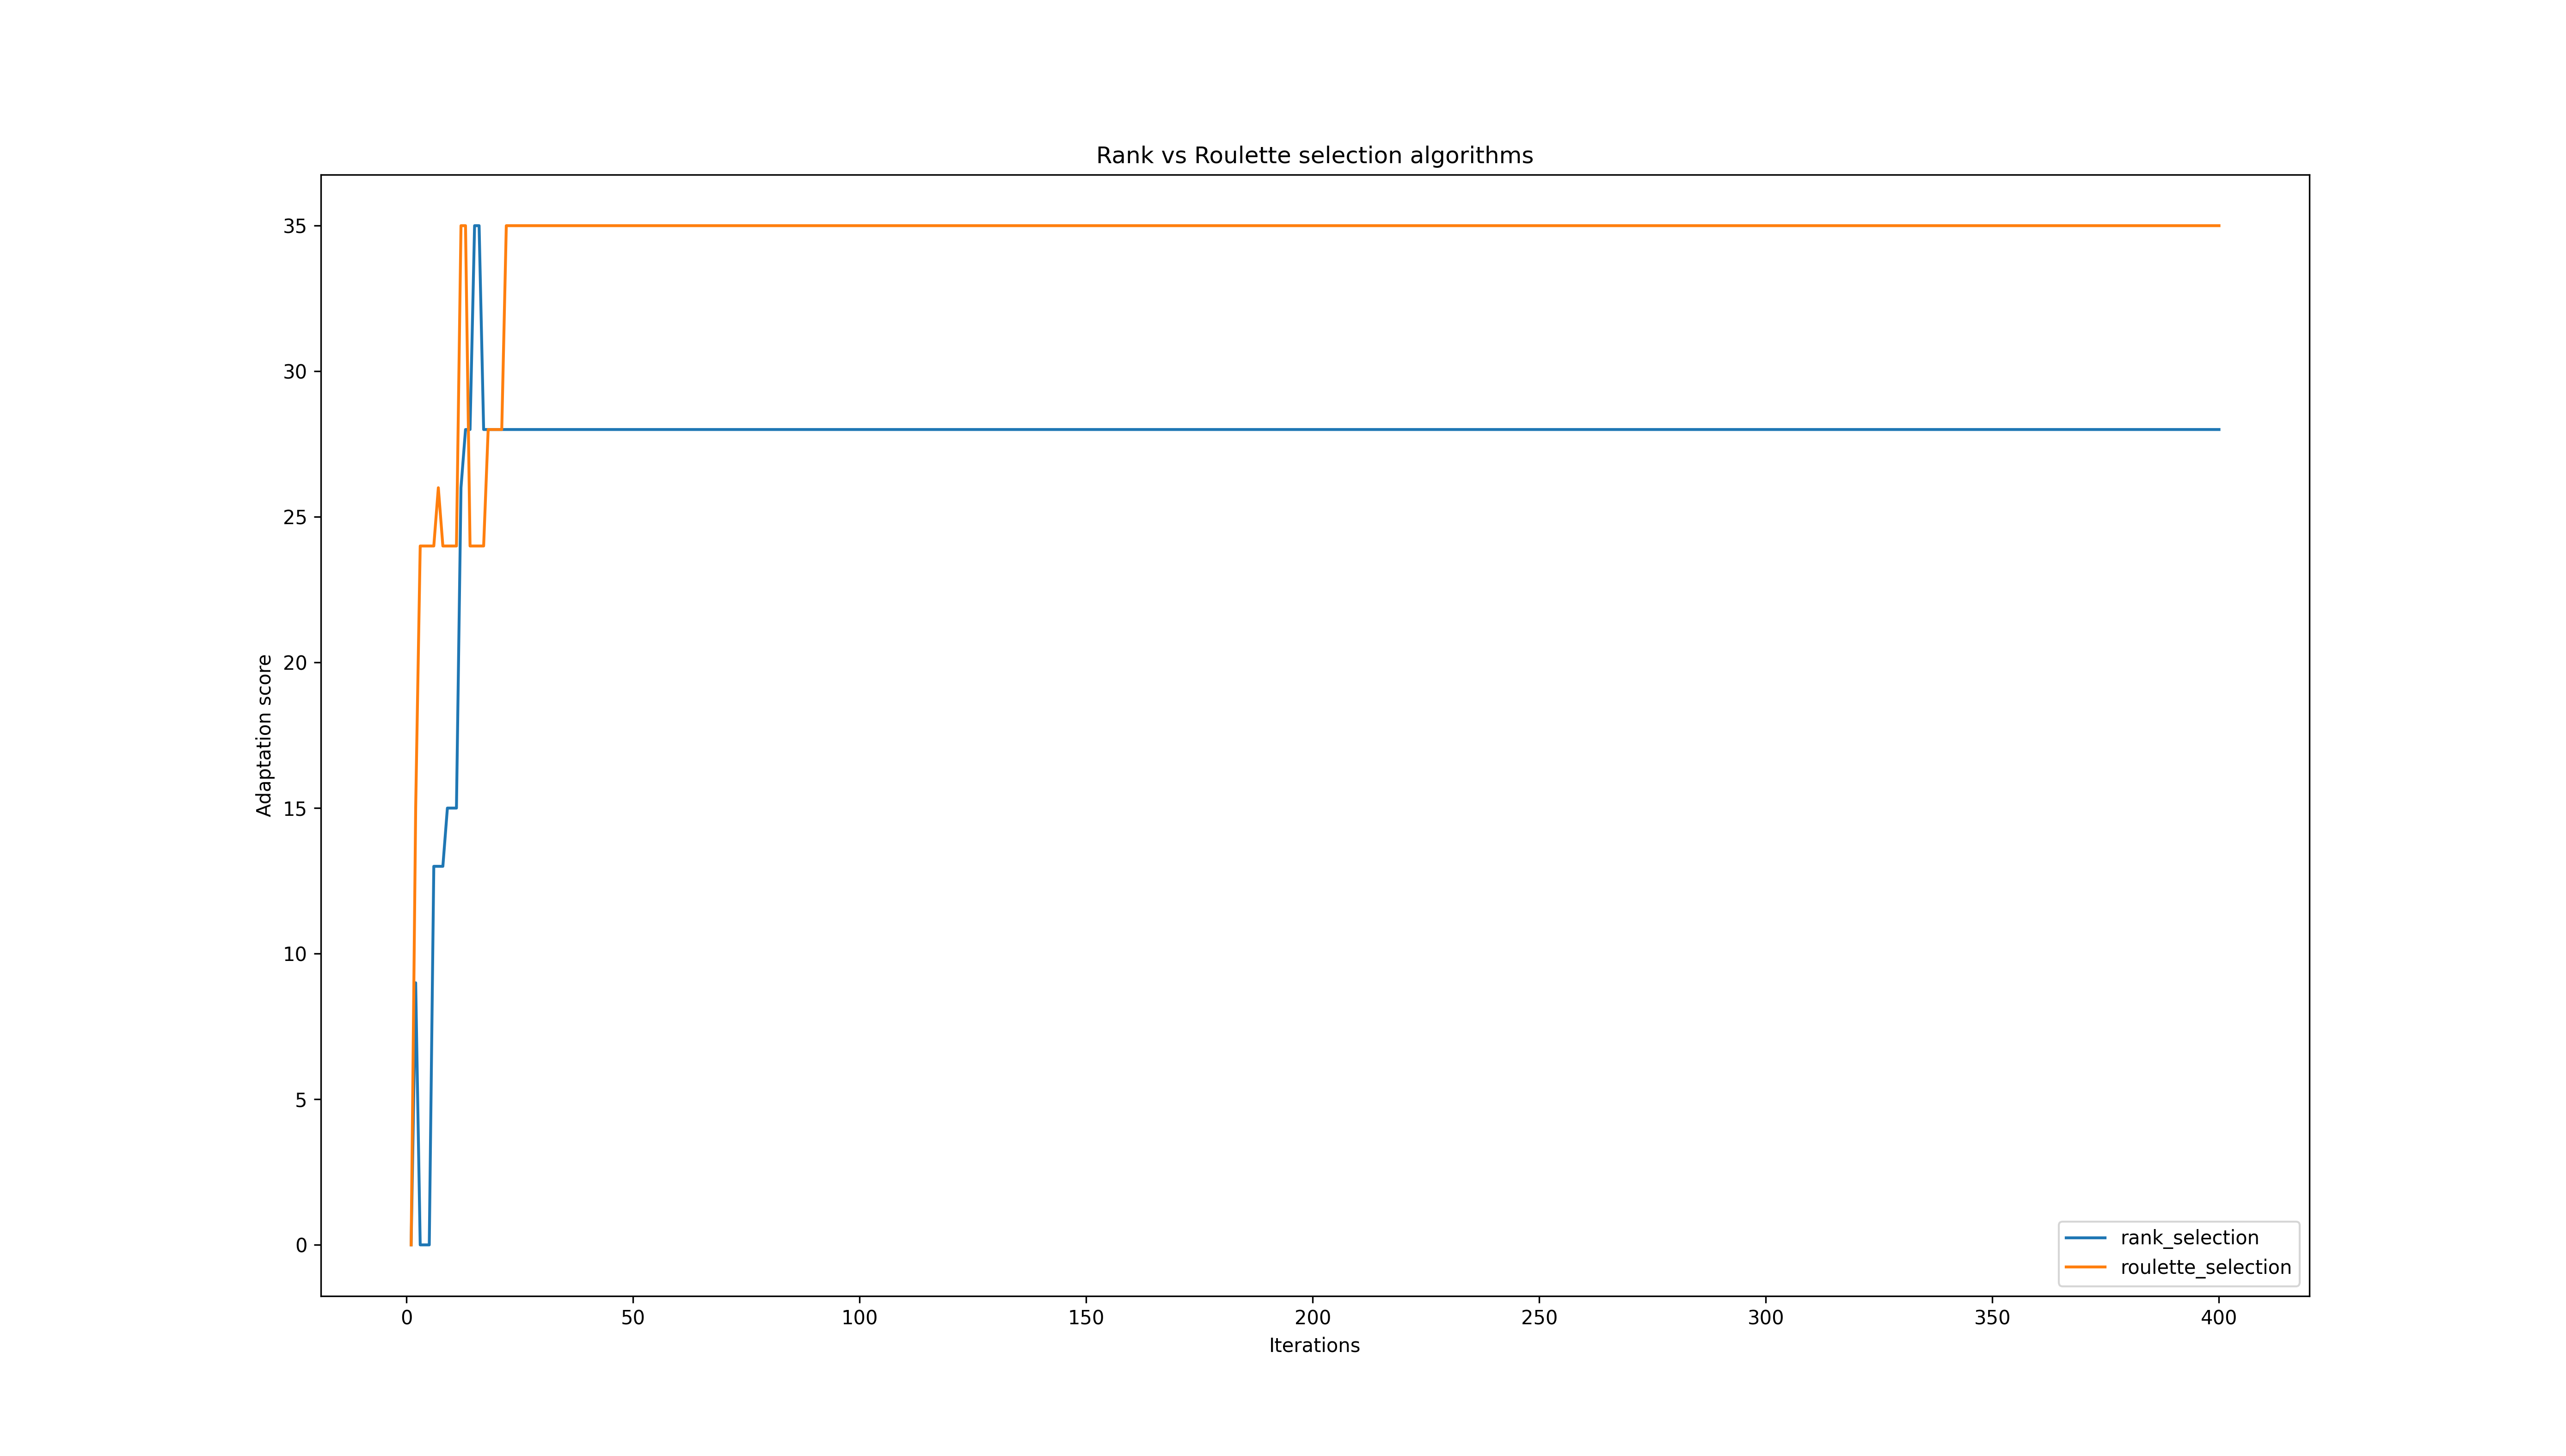 Rank vs Roulette selection algorithms
35
30
25
20
15
10
5
0
Adaptation score
0 50 100 150 200 250 300 350 400
Iterations
rank_selection
roulette_selection